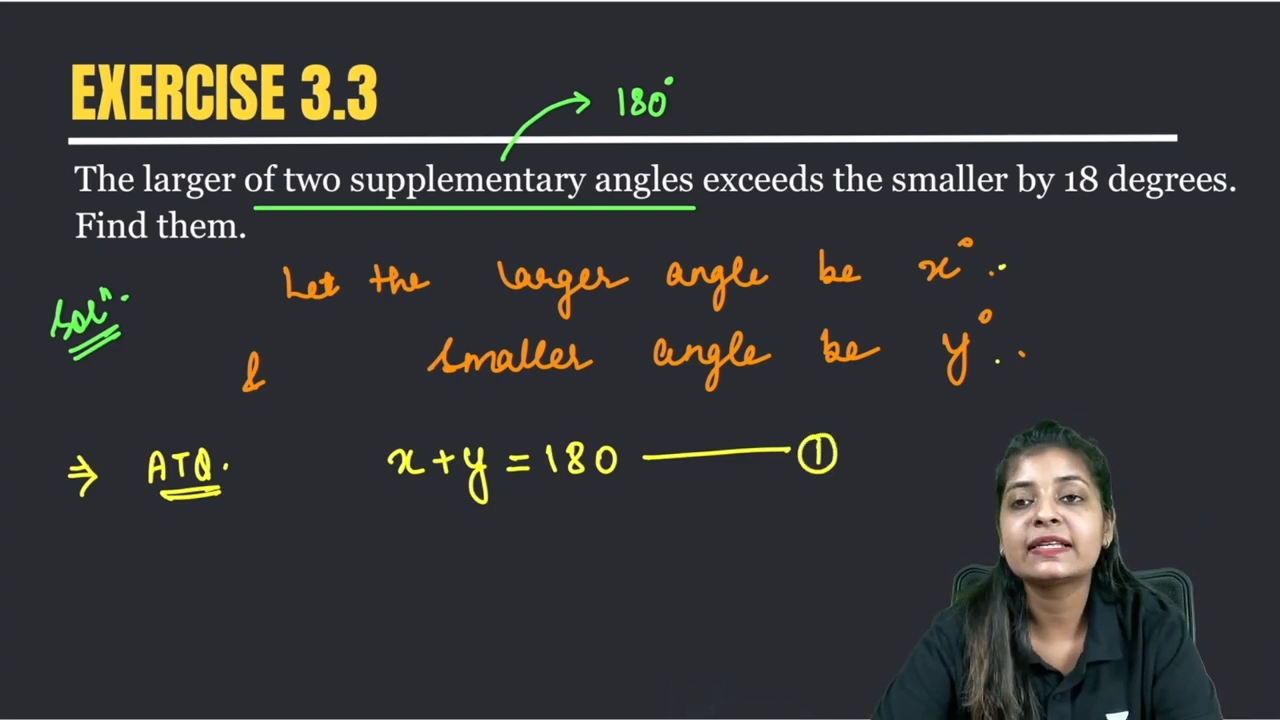 EXERCISE 3.3
180°
The larger of two supplementary angles exceeds the smaller by 18 degrees.
Find them.
Solⁿ.
Let the larger angle be x°.
& smaller angle be y°.
⇒ ATQ. x+y=180 ——— ①